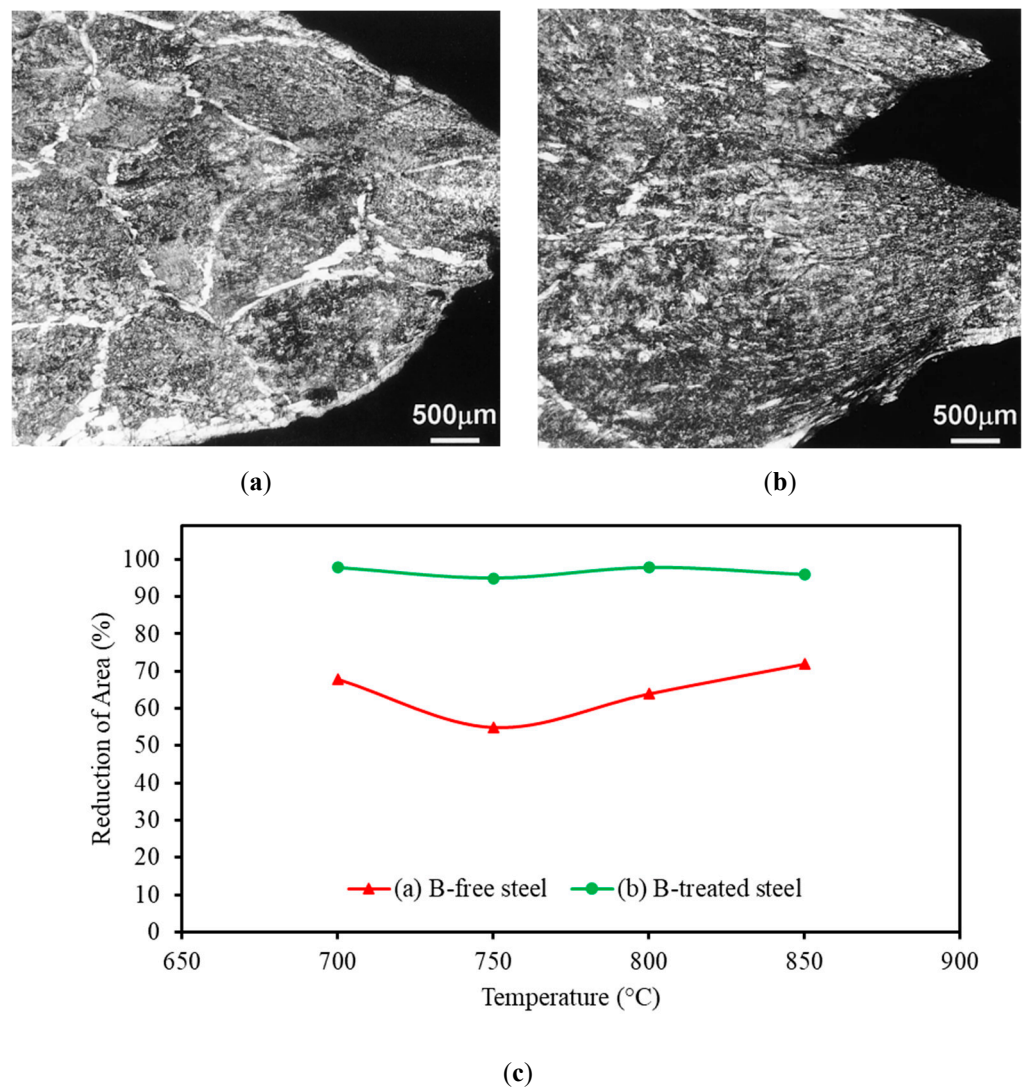 500μm
500μm
(a)
(b)
100
90
80
70
60
50
40
30
20
10
0
Reduction of Area (%)
(a) B-free steel
(b) B-treated steel
650
700
750
800
850
900
Temperature (°C)
(c)